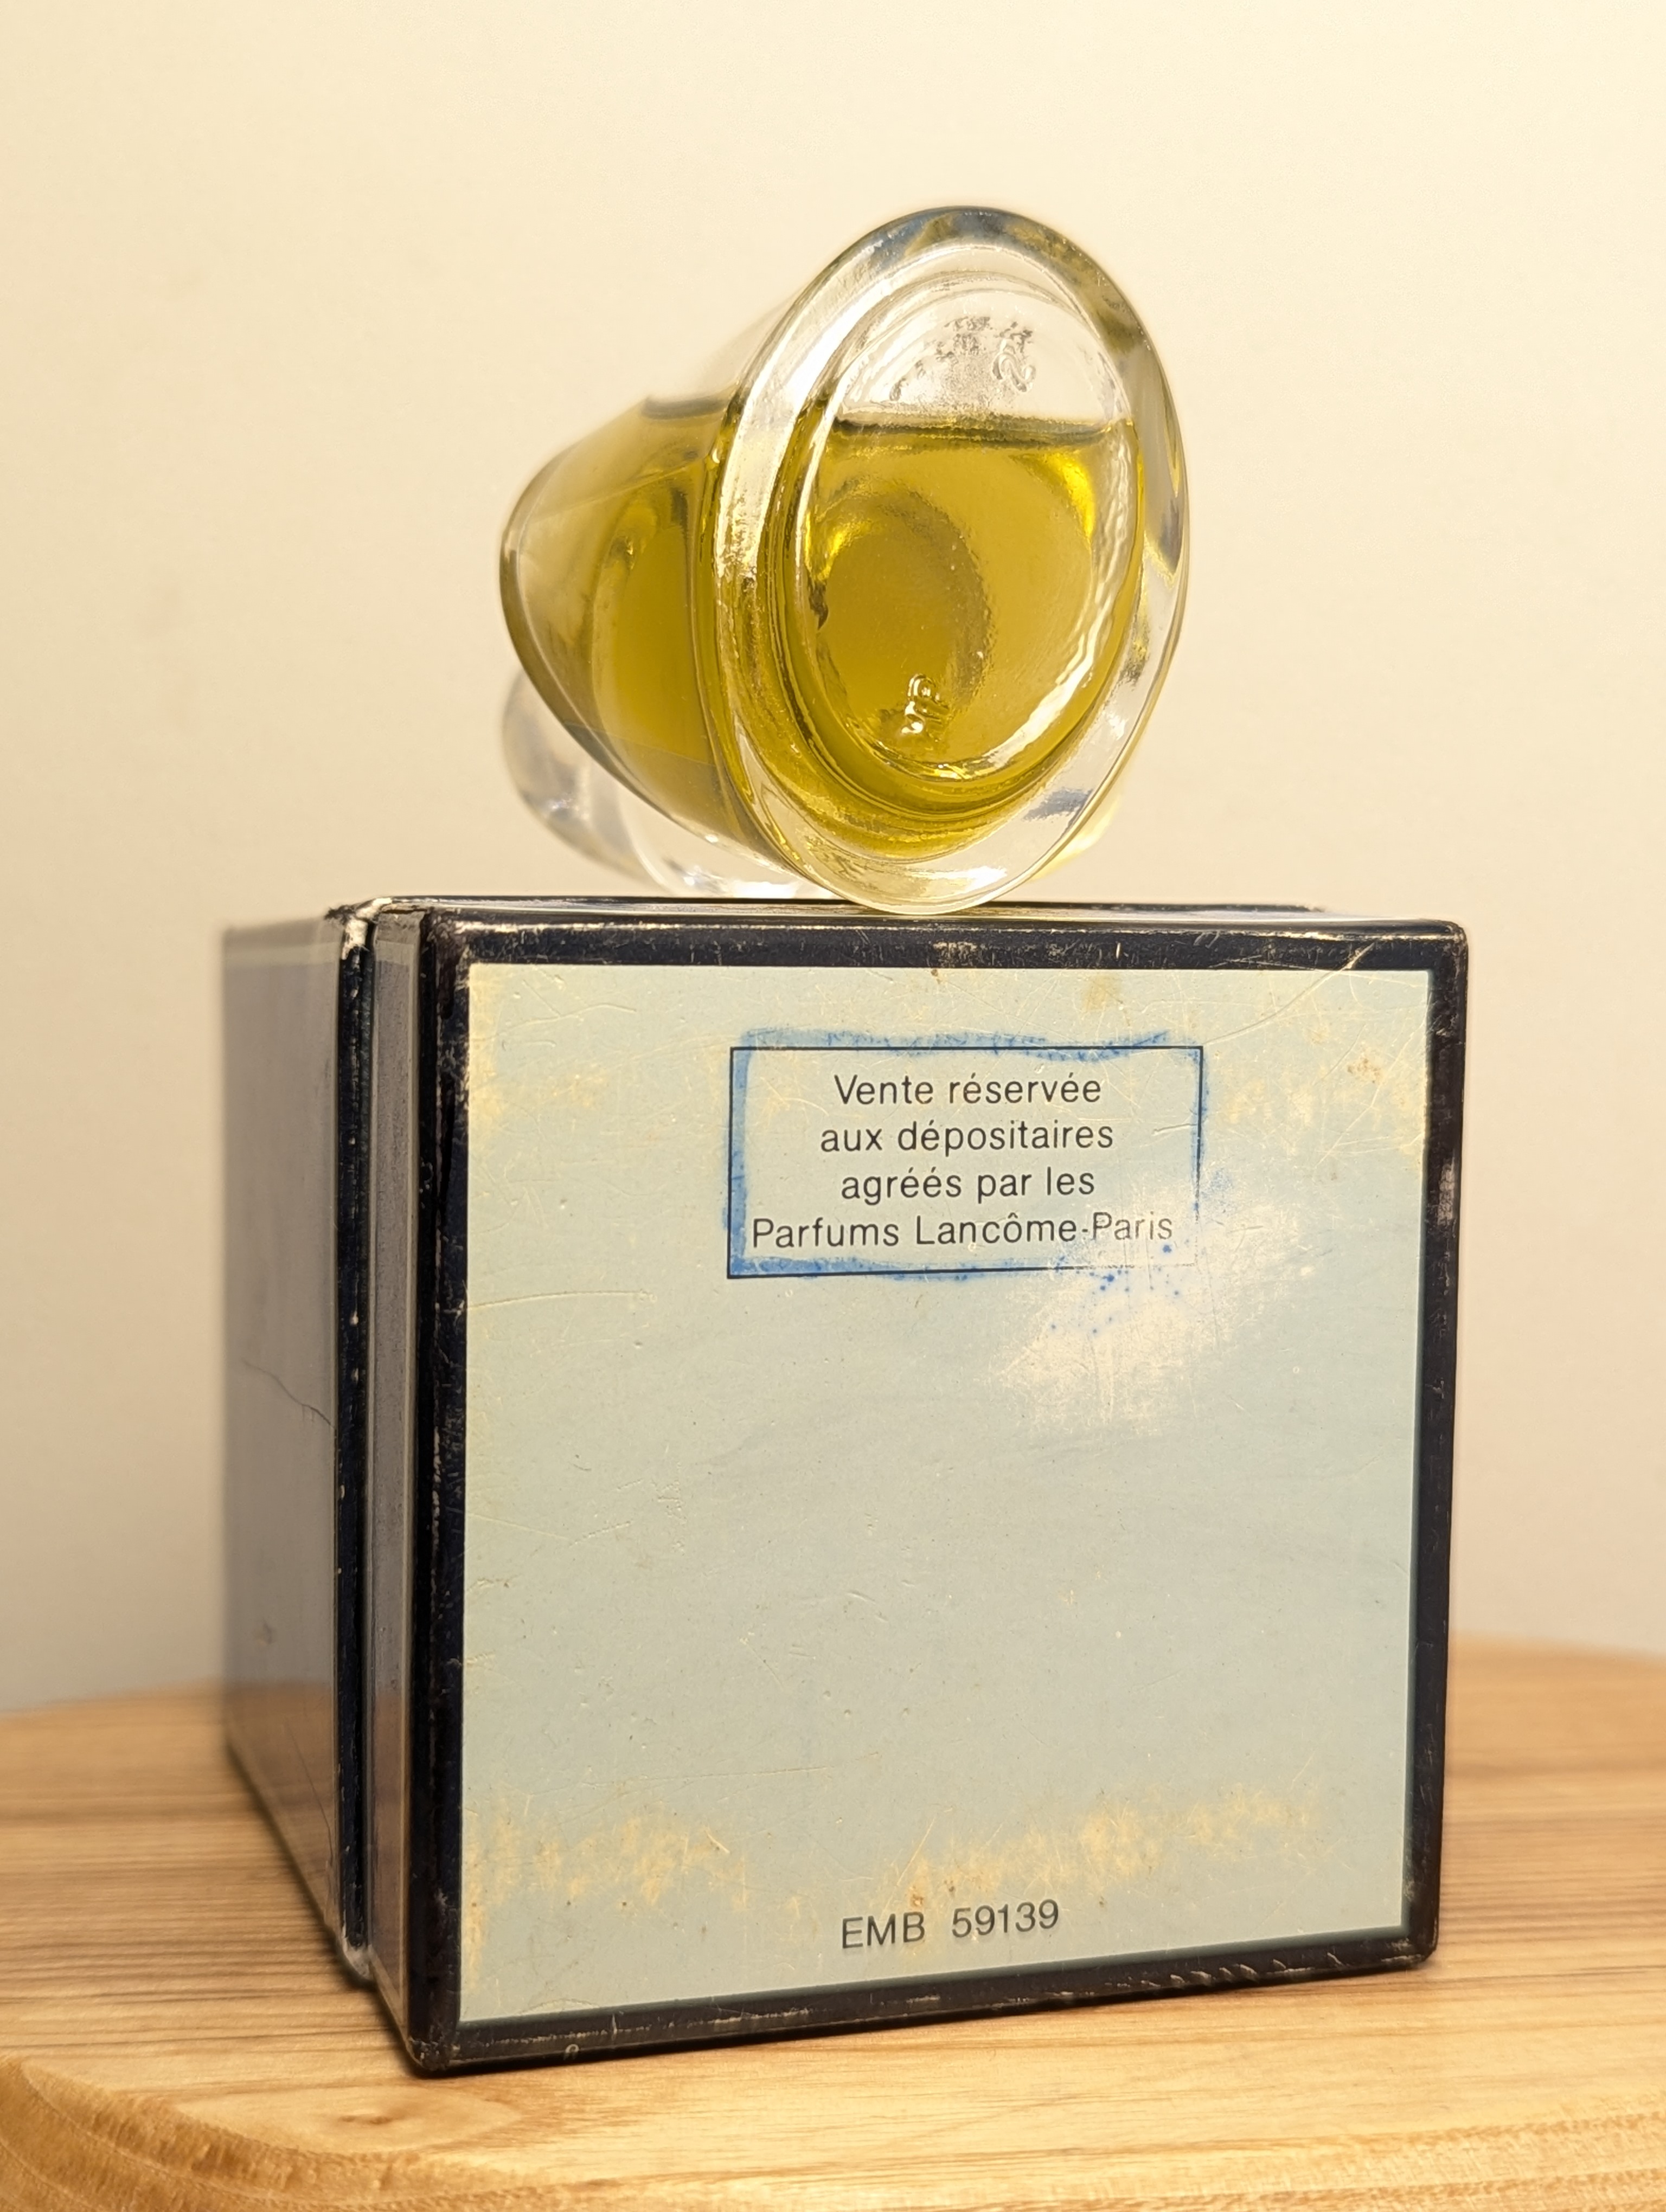 Vente réservée
aux dépositaires
agréés par les
Parfums Lancôme-Paris
EMB 59139